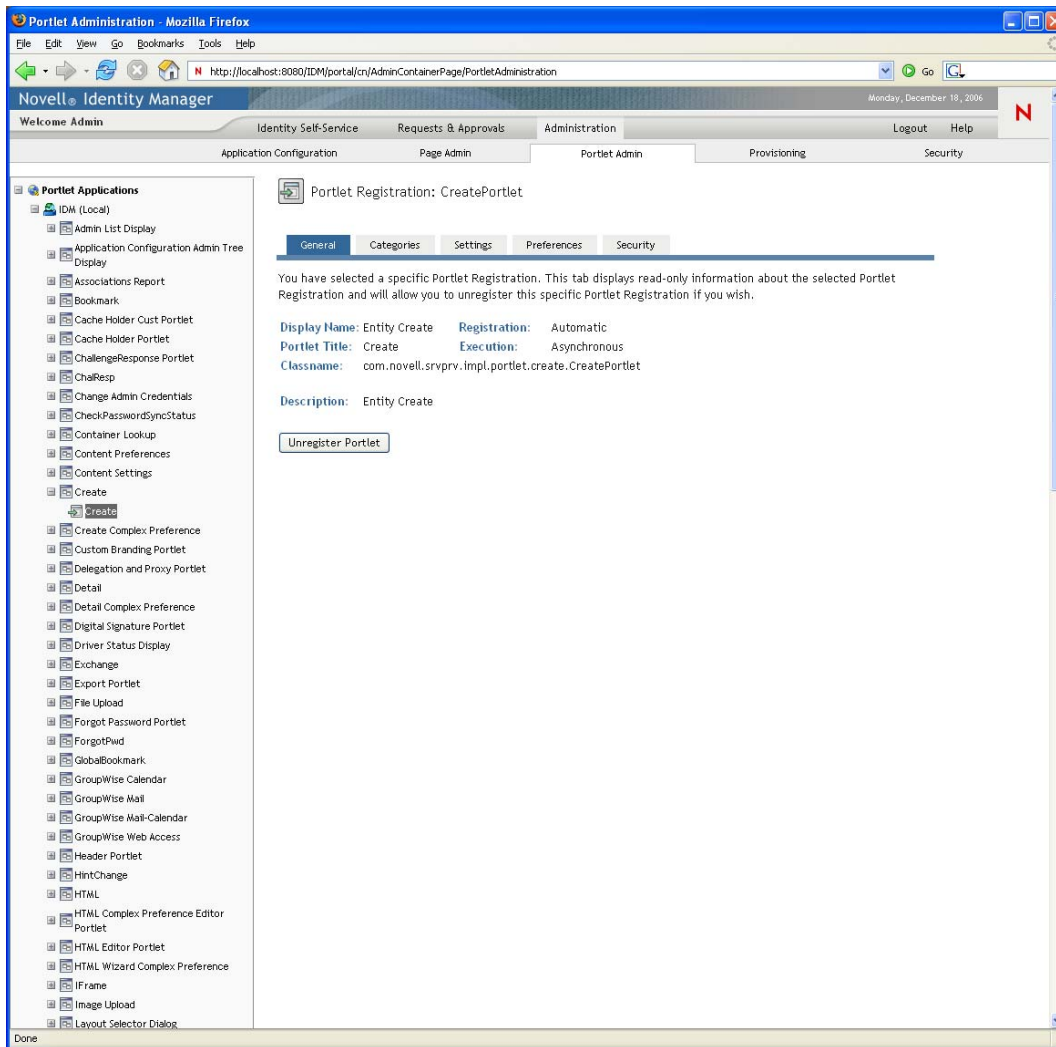 Portlet Administration - Mozilla Firefox
File Edit View Go Bookmarks Tools Help
N http://localhost:8080/IDM/portal/cn/AdminContainerPage/PortletAdministration Go G
Novell® Identity Manager Monday, December 18, 2006
N
Welcome Admin Identity Self-Service Requests & Approvals Administration Logout Help
Application Configuration Page Admin Portlet Admin Provisioning Security
Portlet Applications
IDM (Local)
Admin List Display
Application Configuration Admin Tree
Display
Associations Report
Bookmark
Cache Holder Cust Portlet
Cache Holder Portlet
ChallengeResponse Portlet
ChalResp
Change Admin Credentials
CheckPasswordSyncStatus
Container Lookup
Content Preferences
Content Settings
Create
Create
Create Complex Preference
Custom Branding Portlet
Delegation and Proxy Portlet
Detail
Detail Complex Preference
Digital Signature Portlet
Driver Status Display
Exchange
Export Portlet
File Upload
Forgot Password Portlet
ForgotPwd
GlobalBookmark
GroupWise Calendar
GroupWise Mail
GroupWise Mail-Calendar
GroupWise Web Access
Header Portlet
HintChange
HTML
HTML Complex Preference Editor
Portlet
HTML Editor Portlet
HTML Wizard Complex Preference
IFrame
Image Upload
Layout Selector Dialog
Portlet Registration: CreatePortlet
General Categories Settings Preferences Security
You have selected a specific Portlet Registration. This tab displays read-only information about the selected Portlet
Registration and will allow you to unregister this specific Portlet Registration if you wish.
Display Name: Entity Create Registration: Automatic
Portlet Title: Create Execution: Asynchronous
Classname: com.novell.srvprv.impl.portlet.create.CreatePortlet
Description: Entity Create
Unregister Portlet
Done